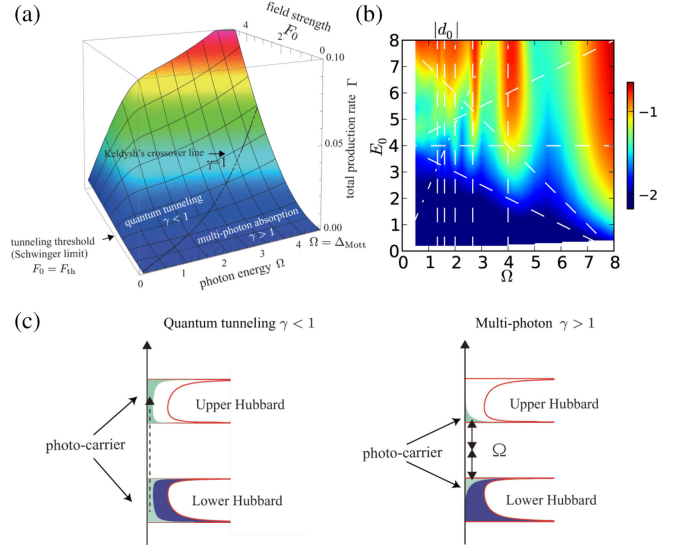 (a)
field strength
F₀
4
2
0
0.10
0.05
0.00
total production rate Γ
Keldysh's crossover line
γ=1
quantum tunneling
γ < 1
multi-photon absorption
γ > 1
tunneling threshold
(Schwinger limit)
F₀ = Fth
0
1
2
3
4
Ω = ΔMott
photon energy Ω
(b)
|d₀|
8
7
6
5
4
3
2
1
0
E₀
0 1 2 3 4 5 6 7 8
Ω
−1
−2
(c)
Quantum tunneling γ < 1
Upper Hubbard
photo-carrier
Lower Hubbard
Multi-photon γ > 1
Upper Hubbard
photo-carrier
Ω
Lower Hubbard